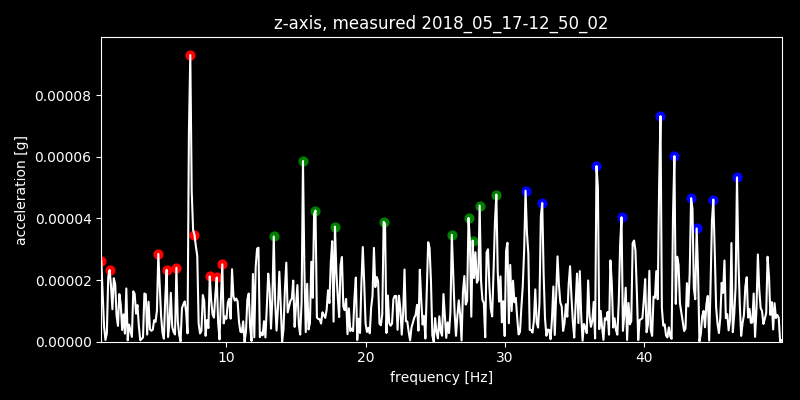 z-axis, measured 2018_05_17-12_50_02
0.00008
0.00006
0.00004
0.00002
0.00000
acceleration [g]
10 20 30 40
frequency [Hz]